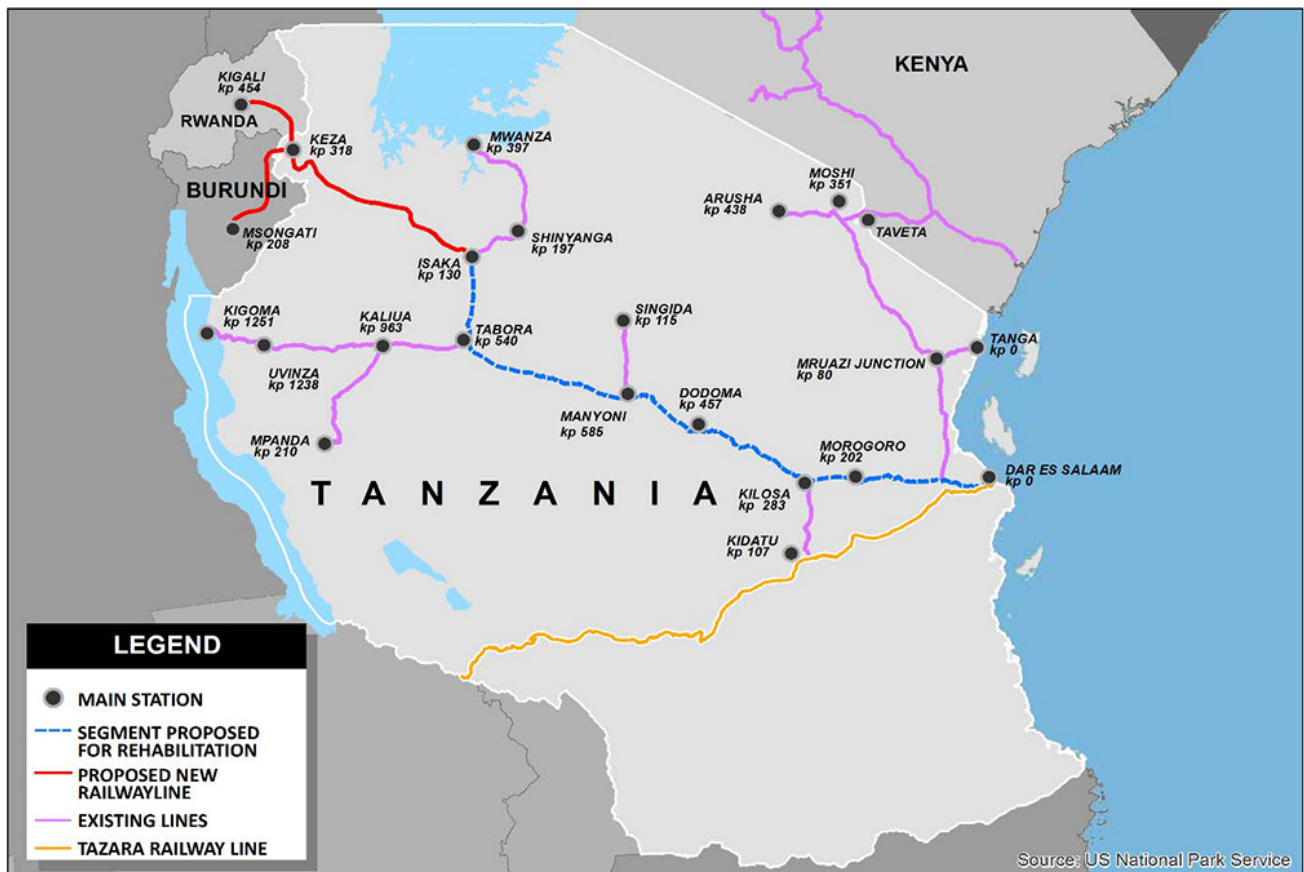 KENYA
KIGALI
kp 454
RWANDA
KEZA
kp 318
MWANZA
kp 397
BURUNDI
MOSHI
kp 351
ARUSHA
kp 438
TAVETA
MSONGATI
kp 208
SHINYANGA
kp 197
ISAKA
kp 130
KIGOMA
kp 1251
KALIUA
kp 963
TABORA
kp 540
SINGIDA
kp 115
TANGA
kp 0
UVINZA
kp 1238
MRUAZI JUNCTION
kp 80
DODOMA
kp 457
MANYONI
kp 585
MPANDA
kp 210
MOROGORO
kp 202
DAR ES SALAAM
kp 0
TANZANIA
KILOSA
kp 283
KIDATU
kp 107
LEGEND
MAIN STATION
SEGMENT PROPOSED
FOR REHABILITATION
PROPOSED NEW
RAILWAYLINE
EXISTING LINES
TAZARA RAILWAY LINE
Source: US National Park Service